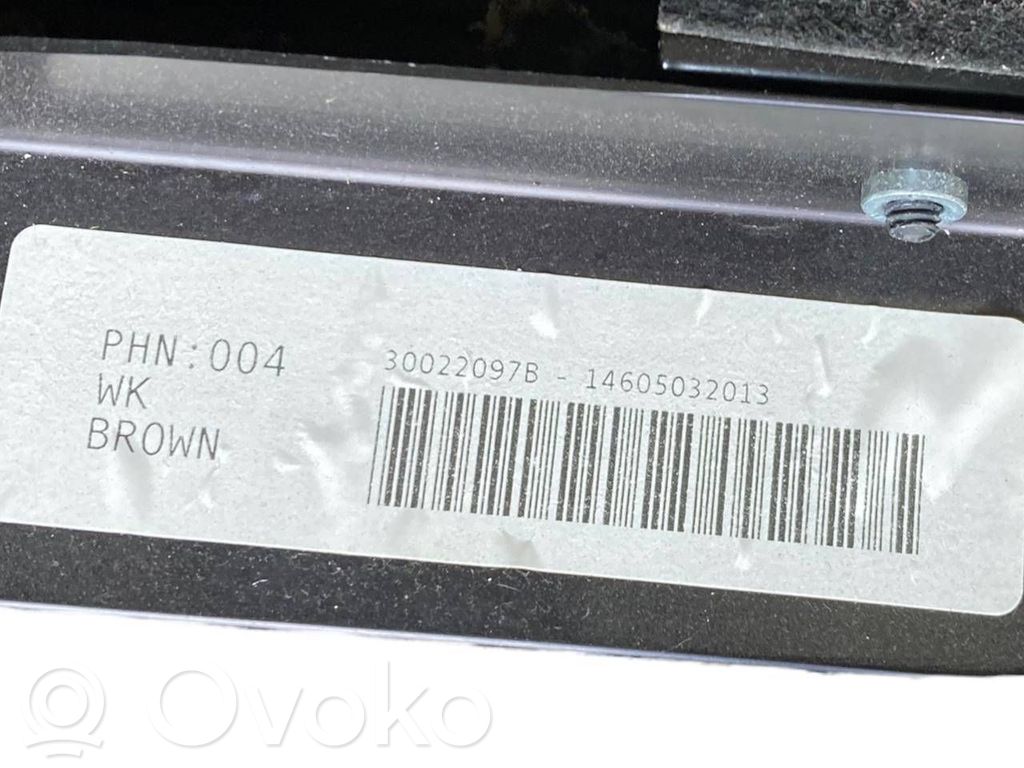 PHN:004
WK
BROWN
30022097B - 14605032013
Ovoko